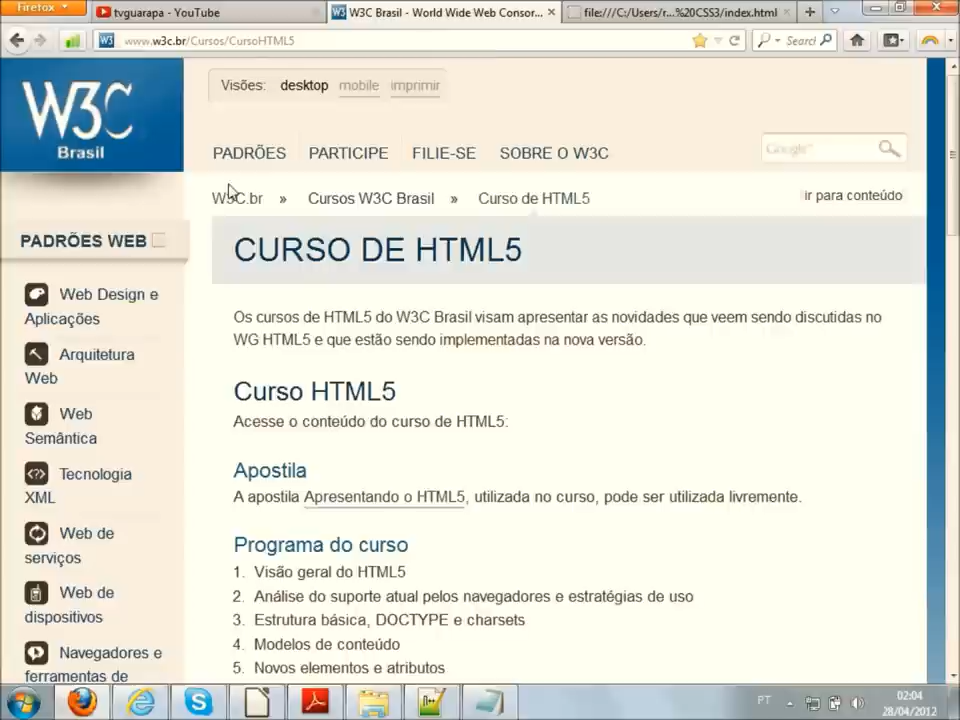 Firefox
tvguarapa - YouTube
W3C Brasil - World Wide Web Consor...
file:///C:/Users/r...%20CSS3/index.html
www.w3c.br/Cursos/CursoHTML5
Search
W3C
Brasil
Visões: desktop mobile imprimir
PADRÕES PARTICIPE FILIE-SE SOBRE O W3C
Google
W3C.br » Cursos W3C Brasil » Curso de HTML5
ir para conteúdo
PADRÕES WEB
Web Design e
Aplicações
Arquitetura
Web
Web
Semântica
Tecnologia
XML
Web de
serviços
Web de
dispositivos
Navegadores e
ferramentas de
CURSO DE HTML5
Os cursos de HTML5 do W3C Brasil visam apresentar as novidades que veem sendo discutidas no
WG HTML5 e que estão sendo implementadas na nova versão.
Curso HTML5
Acesse o conteúdo do curso de HTML5:
Apostila
A apostila Apresentando o HTML5, utilizada no curso, pode ser utilizada livremente.
Programa do curso
1. Visão geral do HTML5
2. Análise do suporte atual pelos navegadores e estratégias de uso
3. Estrutura básica, DOCTYPE e charsets
4. Modelos de conteúdo
5. Novos elementos e atributos
PT
02:04
28/04/2012